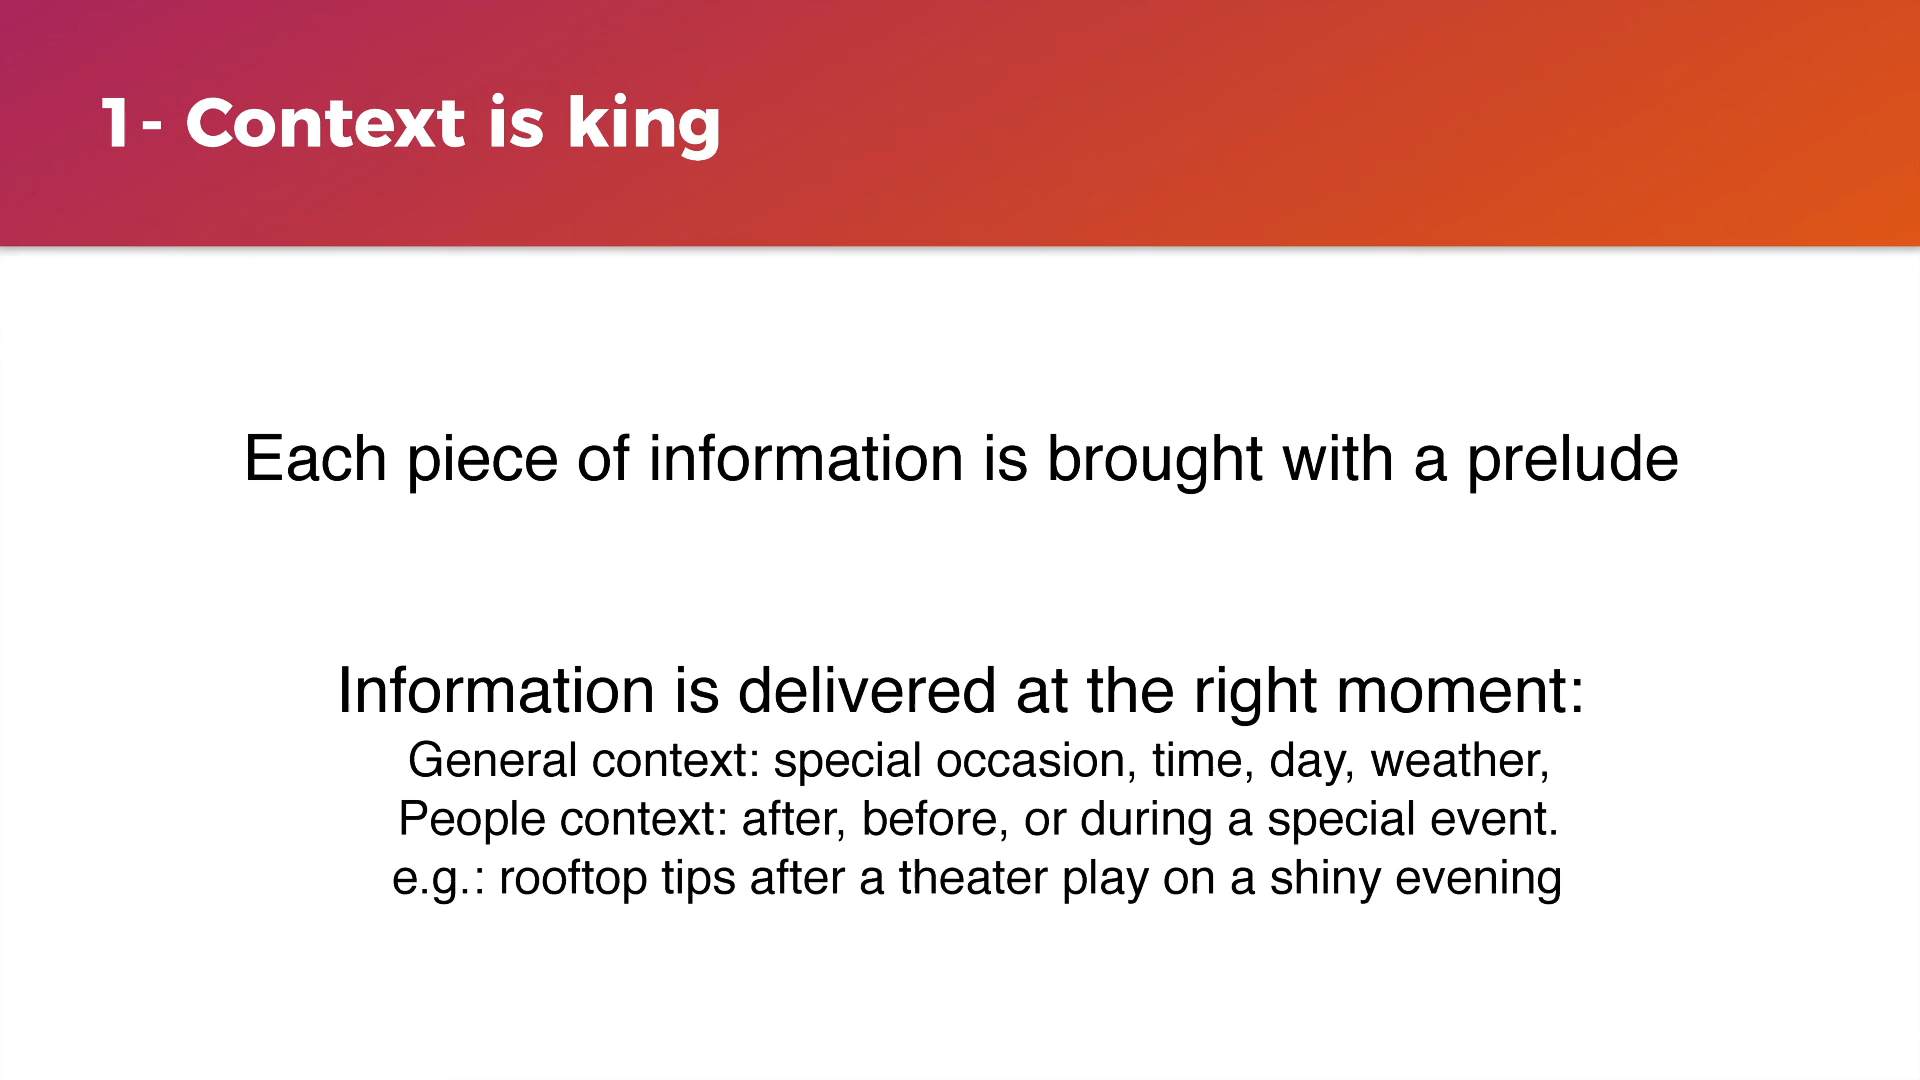 1- Context is king
Each piece of information is brought with a prelude
Information is delivered at the right moment:
General context: special occasion, time, day, weather,
People context: after, before, or during a special event.
e.g.: rooftop tips after a theater play on a shiny evening